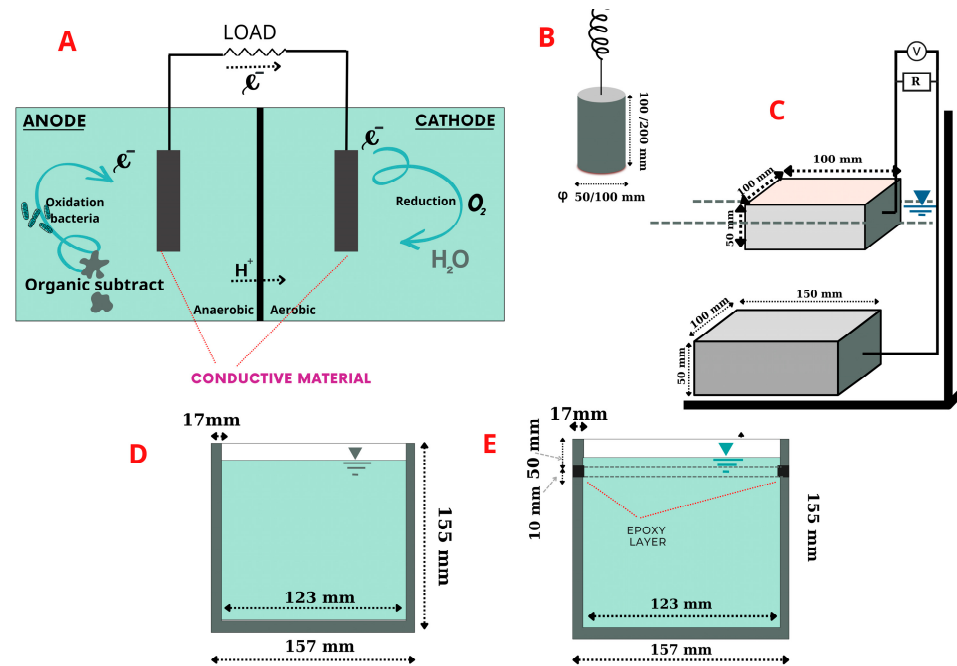 A
LOAD
e⁻
ANODE
CATHODE
e⁻
e⁻
Oxidation
bacteria
Reduction
O₂
H₂O
H⁺
Organic subtract
Anaerobic
Aerobic
CONDUCTIVE MATERIAL
B
100 /200 mm
φ 50/100 mm
C
V
R
100 mm
100 mm
50 mm
150 mm
100 mm
50 mm
D
17mm
155 mm
123 mm
157 mm
E
17mm
50 mm
10 mm
EPOXY
LAYER
155 mm
123 mm
157 mm